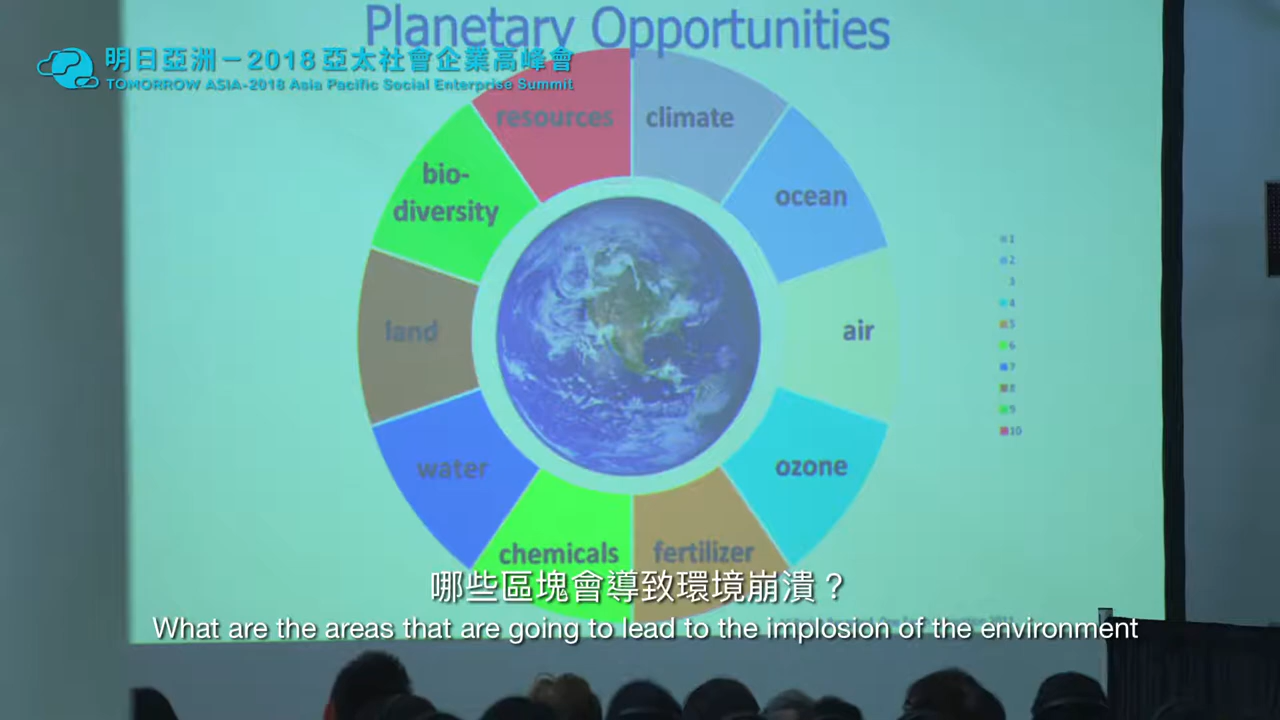 Planetary Opportunities
明日亞洲－2018亞太社會企業高峰會
TOMORROW ASIA-2018 Asia Pacific Social Enterprise Summit
resources
climate
bio-
diversity
ocean
land
air
water
ozone
chemicals
fertilizer
1
2
3
4
5
6
7
8
9
10
哪些區塊會導致環境崩潰？
What are the areas that are going to lead to the implosion of the environment